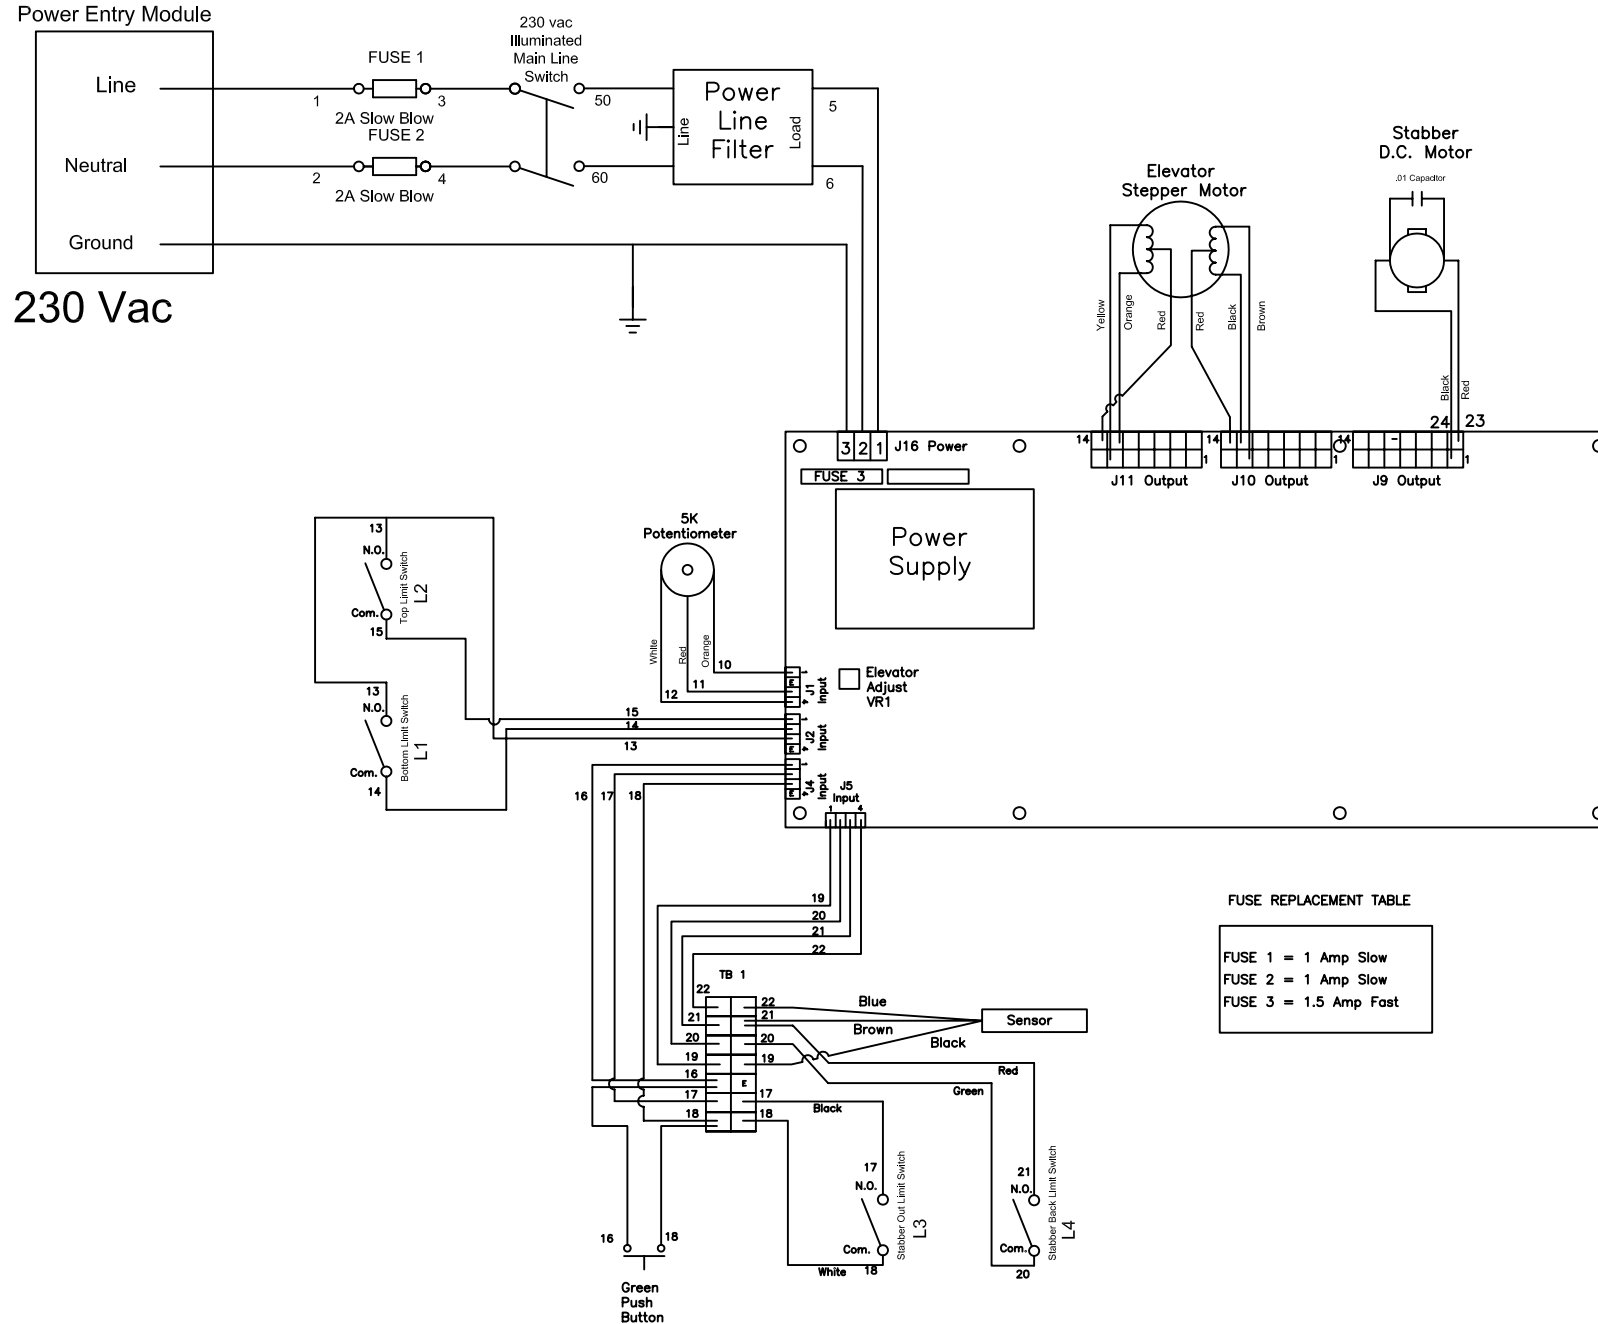 Power Entry Module
Line
Neutral
Ground
230 Vac
FUSE 1
1
3
2A Slow Blow
FUSE 2
2
4
2A Slow Blow
230 vac
Illuminated
Main Line
Switch
50
60
Line
Power
Line
Filter
Load
5
6
Elevator
Stepper Motor
Yellow
Orange
Red
Red
Black
Brown
Stabber
D.C. Motor
.01 Capacitor
Black
Red
24
23
3
2
1
J16 Power
FUSE 3
14
1
J11 Output
14
1
J10 Output
14
-
1
J9 Output
Power
Supply
5K
Potentiometer
White
Red
Orange
10
11
12
1
E
4
J1
Input
Elevator
Adjust
VR1
13
N.O.
Com.
15
Top Limit Switch
L2
13
N.O.
Com.
14
Bottom Limit Switch
L1
15
14
13
1
E
4
J2
Input
16
17
18
1
E
4
J4
Input
J5
Input
1
4
19
20
21
22
TB 1
22
21
20
19
16
17
18
22
21
20
19
E
17
18
Blue
Brown
Black
Sensor
Red
Green
Black
White
17
N.O.
Com.
18
Stabber Out Limit Switch
L3
21
N.O.
Com.
20
Stabber Back Limit Switch
L4
16
18
Green
Push
Button
FUSE REPLACEMENT TABLE
FUSE 1 = 1 Amp Slow
FUSE 2 = 1 Amp Slow
FUSE 3 = 1.5 Amp Fast